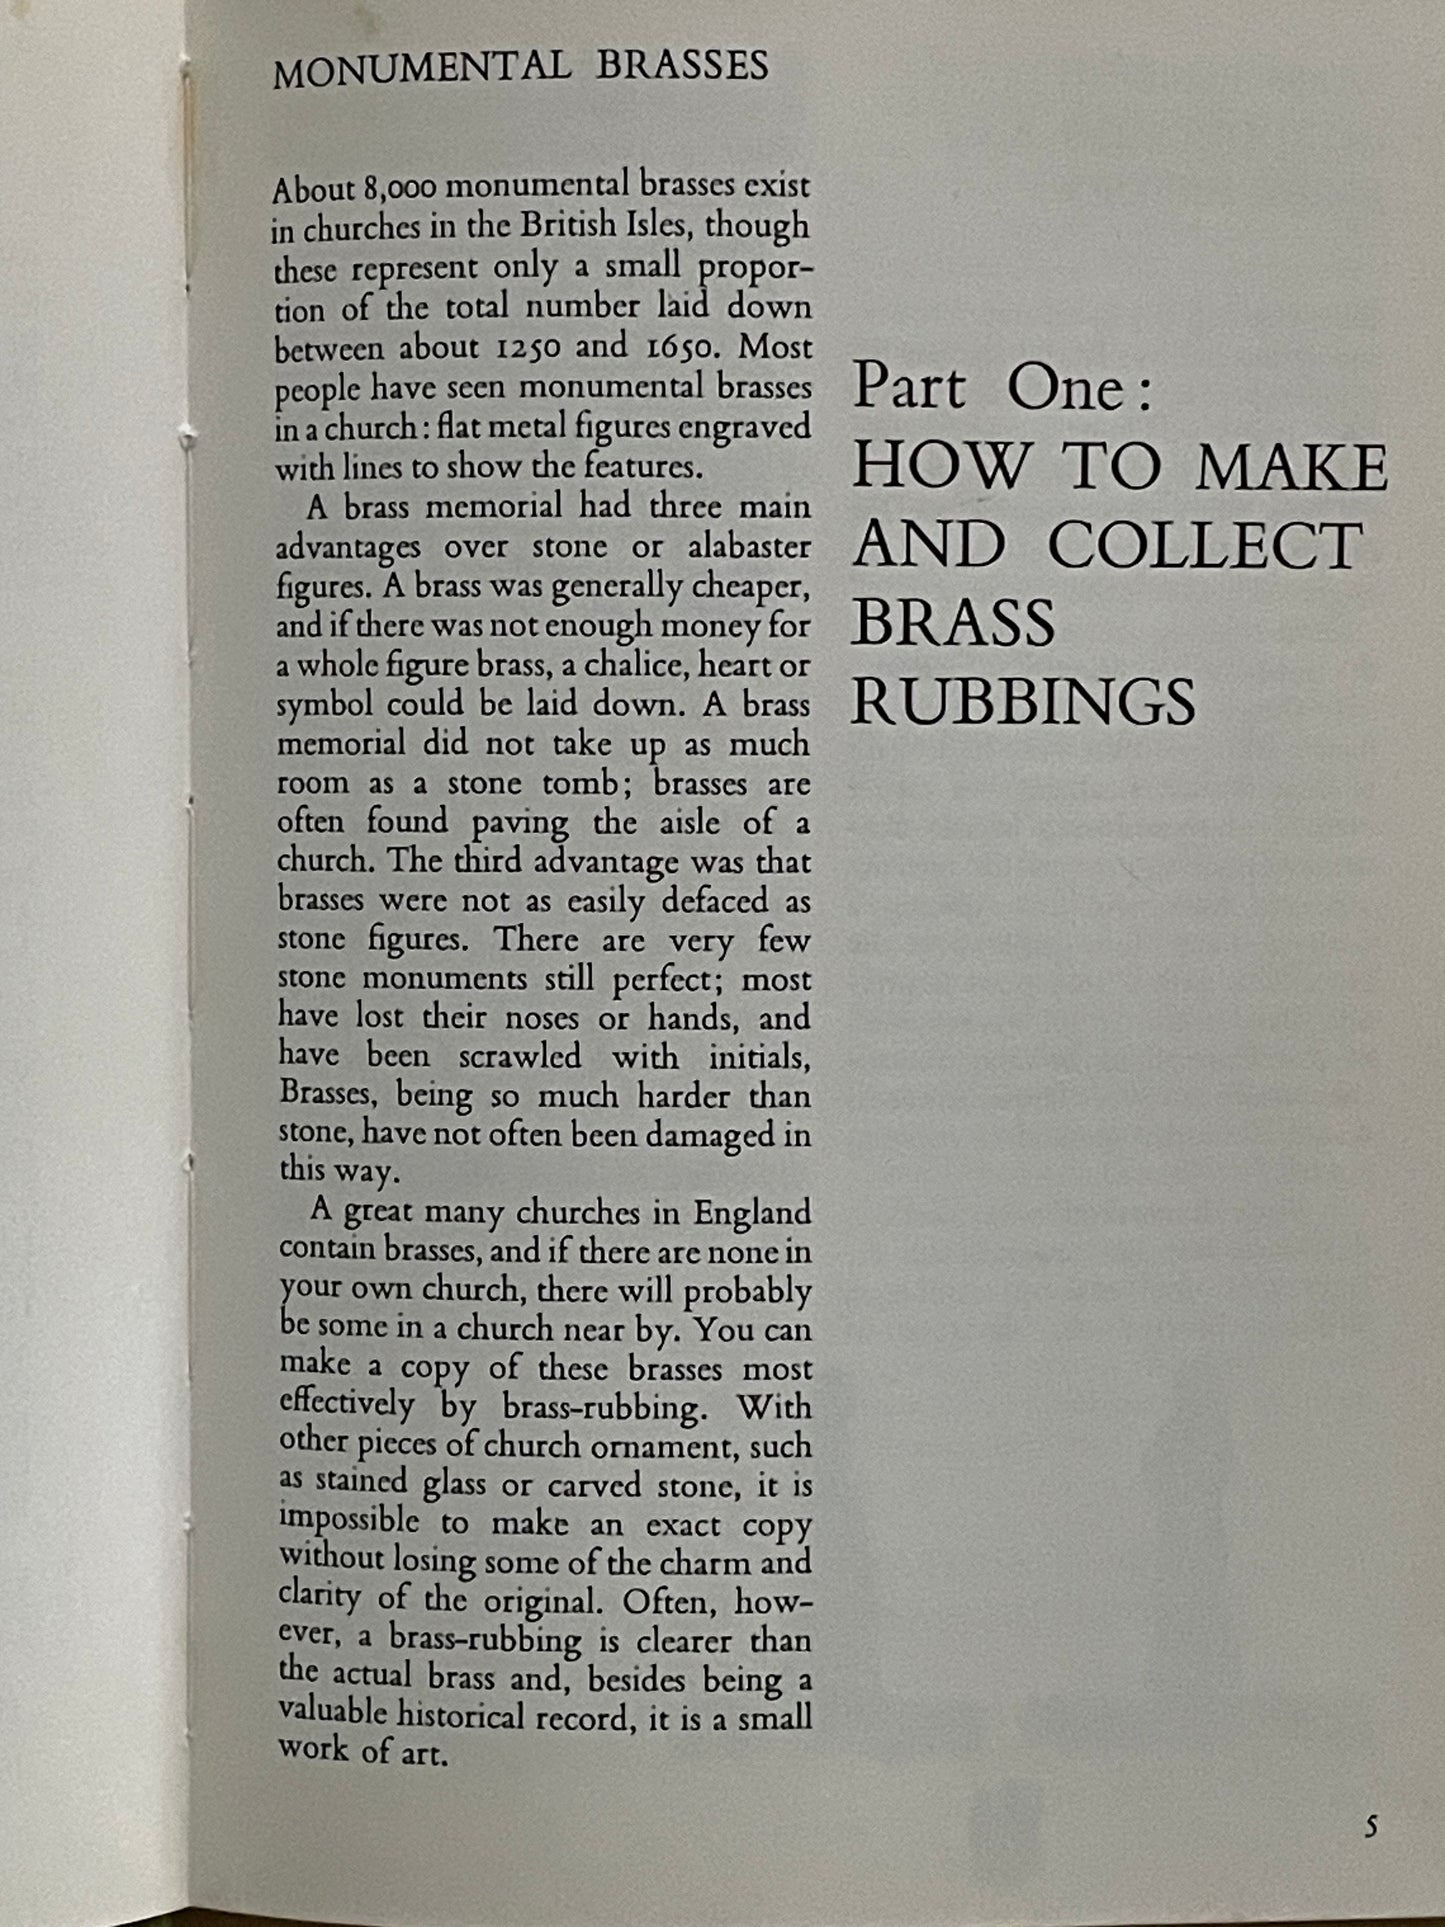 MONUMENTAL BRASSES
About 8,000 monumental brasses exist
in churches in the British Isles, though
these represent only a small propor-
tion of the total number laid down
between about 1250 and 1650. Most
people have seen monumental brasses
in a church: flat metal figures engraved
with lines to show the features.
A brass memorial had three main
advantages over stone or alabaster
figures. A brass was generally cheaper,
and if there was not enough money for
a whole figure brass, a chalice, heart or
symbol could be laid down. A brass
memorial did not take up as much
room as a stone tomb; brasses are
often found paving the aisle of a
church. The third advantage was that
brasses were not as easily defaced as
stone figures. There are very few
stone monuments still perfect; most
have lost their noses or hands, and
have been scrawled with initials,
Brasses, being so much harder than
stone, have not often been damaged in
this way.
A great many churches in England
contain brasses, and if there are none in
your own church, there will probably
be some in a church near by. You can
make a copy of these brasses most
effectively by brass-rubbing. With
other pieces of church ornament, such
as stained glass or carved stone, it is
impossible to make an exact copy
without losing some of the charm and
clarity of the original. Often, how-
ever, a brass-rubbing is clearer than
the actual brass and, besides being a
valuable historical record, it is a small
work of art.
Part One:
HOW TO MAKE
AND COLLECT
BRASS
RUBBINGS
5